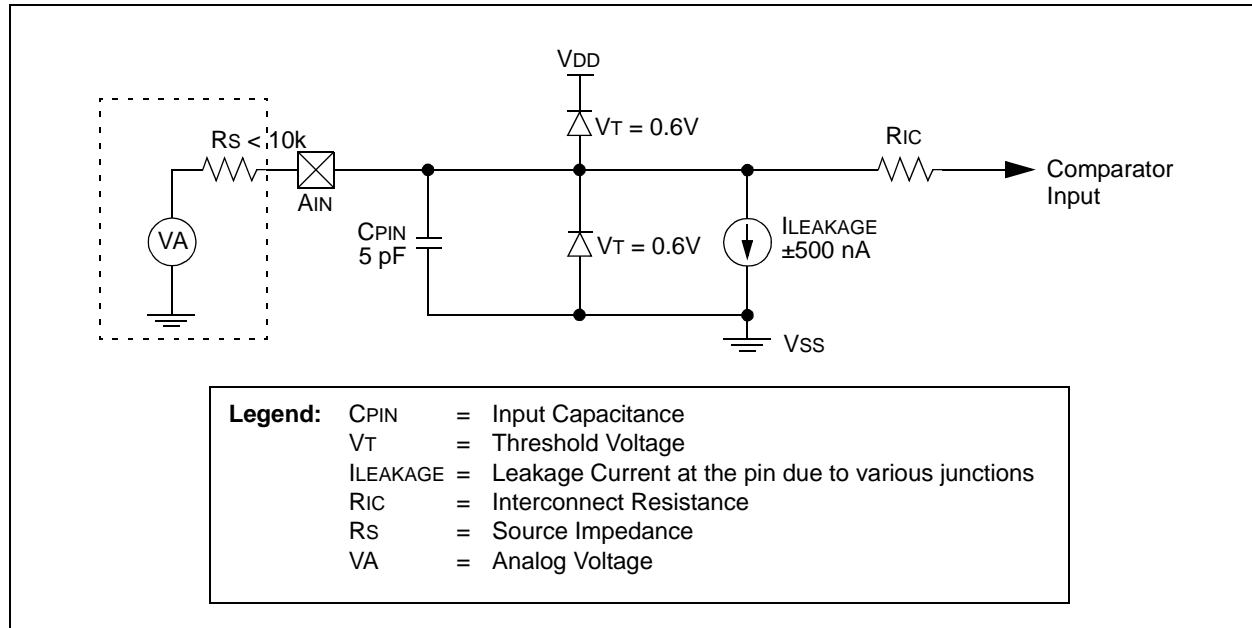 VDD
VT = 0.6V
RS < 10k
RIC
AIN
Comparator
Input
VA
CPIN
5 pF
VT = 0.6V
ILEAKAGE
±500 nA
VSS
Legend: CPIN = Input Capacitance
VT = Threshold Voltage
ILEAKAGE = Leakage Current at the pin due to various junctions
RIC = Interconnect Resistance
RS = Source Impedance
VA = Analog Voltage